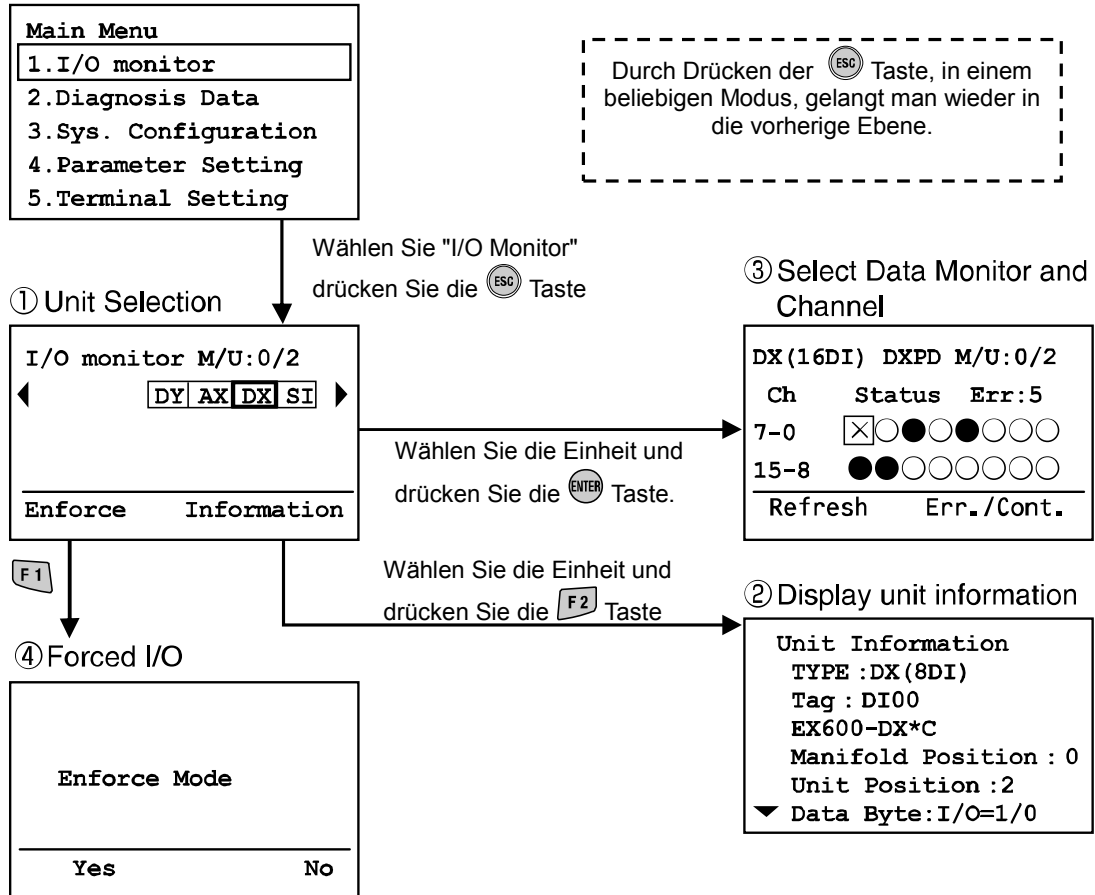 Main Menu
1.I/O monitor
2.Diagnosis Data
3.Sys. Configuration
4.Parameter Setting
5.Terminal Setting
Durch Drücken der ESC Taste, in einem
beliebigen Modus, gelangt man wieder in
die vorherige Ebene.
Wählen Sie "I/O Monitor"
drücken Sie die ESC Taste
① Unit Selection
I/O monitor M/U:0/2
DY AX DX SI
Enforce Information
Wählen Sie die Einheit und
drücken Sie die ENTER Taste.
③ Select Data Monitor and
Channel
DX(16DI) DXPD M/U:0/2
Ch Status Err:5
7-0
15-8
Refresh Err./Cont.
F1
Wählen Sie die Einheit und
drücken Sie die F2 Taste
② Display unit information
Unit Information
TYPE :DX(8DI)
Tag : DI00
EX600-DX*C
Manifold Position : 0
Unit Position :2
Data Byte:I/O=1/0
④ Forced I/O
Enforce Mode
Yes No